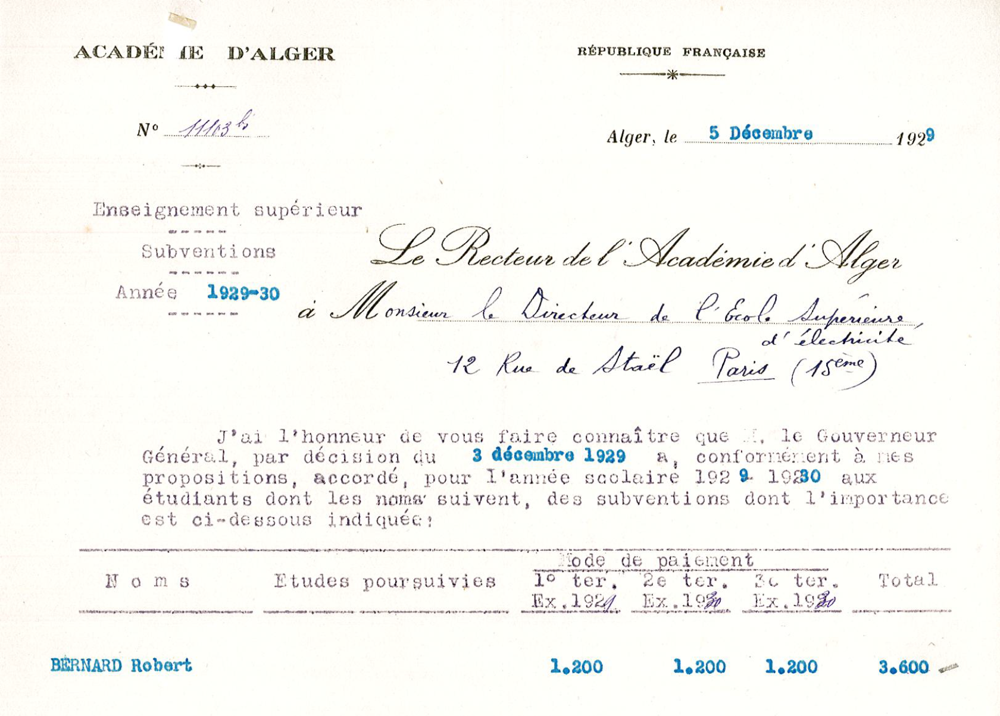 ACADÉMIE D'ALGER
RÉPUBLIQUE FRANÇAISE
N° 11103 bis
Alger, le 5 Décembre 1929
Enseignement supérieur
Subventions
Année 1929-30
Le Recteur de l'Académie d'Alger
à Monsieur le Directeur de l'Ecole Supérieure
d'électricité
12 Rue de Staël Paris (15ème)
J'ai l'honneur de vous faire connaître que M. le Gouverneur
Général, par décision du 3 décembre 1929 a, conformément à mes
propositions, accordé, pour l'année scolaire 1929- 1930 aux
étudiants dont les noms suivent, des subventions dont l'importance
est ci-dessous indiquée:
Mode de paiement
Noms Etudes poursuivies 1° ter. 2e ter. 3e ter. Total
Ex.1929 Ex.1930 Ex.1930
BERNARD Robert 1.200 1.200 1.200 3.600